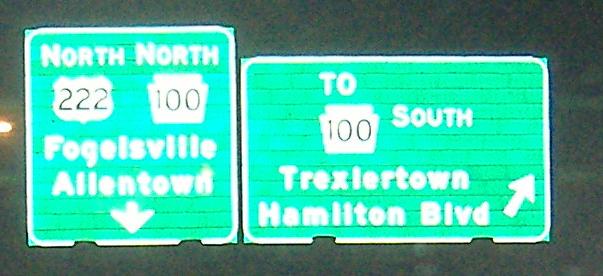 NORTH NORTH
222 100
Fogelsville
Allentown
TO
100 SOUTH
Trexlertown
Hamilton Blvd